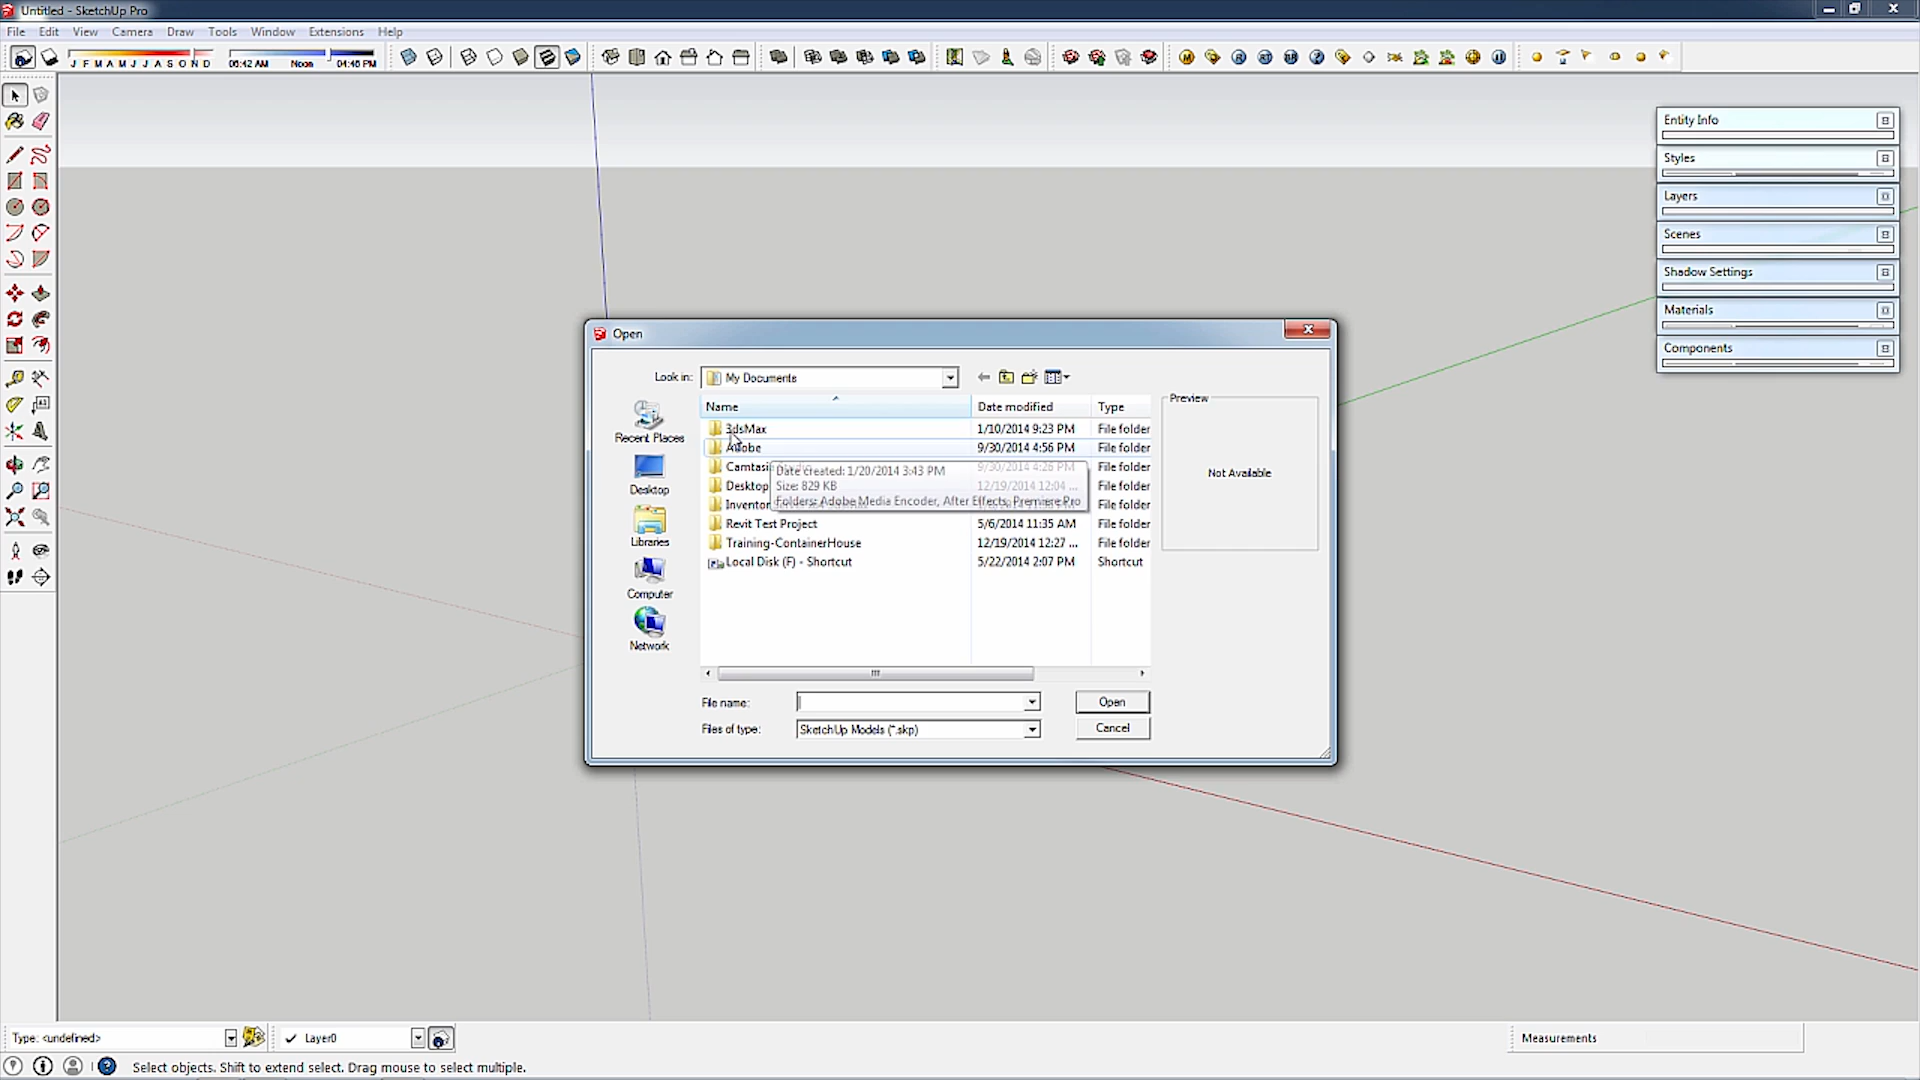 Untitled - SketchUp Pro
File Edit View Camera Draw Tools Window Extensions Help
J F M A M J J A S O N D 06:42 AM Noon 04:46 PM
Entity Info
Styles
Layers
Scenes
Shadow Settings
Materials
Components
Open
Look in: My Documents
Name Date modified Type
3dsMax 1/10/2014 9:23 PM File folder
Adobe 9/30/2014 4:56 PM File folder
Camtasi 9/30/2014 4:26 PM File folder
Desktop 12/19/2014 12:04 ... File folder
Inventor File folder
Revit Test Project 5/6/2014 11:35 AM File folder
Training-ContainerHouse 12/19/2014 12:27 ... File folder
Local Disk (F) - Shortcut 5/22/2014 2:07 PM Shortcut
Date created: 1/20/2014 3:43 PM
Size: 829 KB
Folders: Adobe Media Encoder, After Effects, Premiere Pro
Recent Places
Desktop
Libraries
Computer
Network
Preview
Not Available
File name: Open
Files of type: SketchUp Models (*.skp) Cancel
Type: <undefined> Layer0 Measurements
Select objects. Shift to extend select. Drag mouse to select multiple.